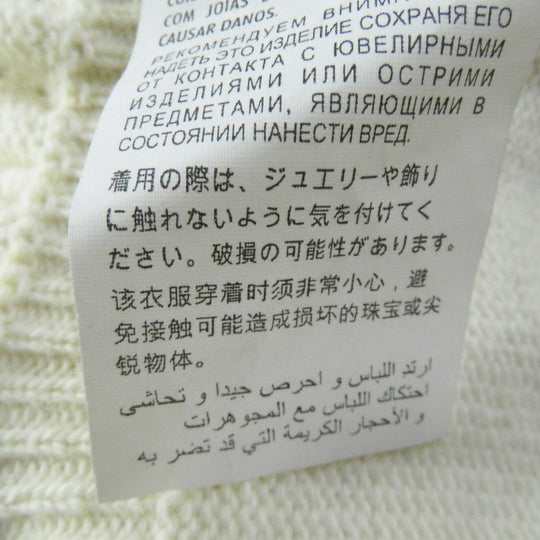 COM JOIAS
CAUSAR DANOS.
РЕКОМЕНДУЕМ ВНИМА
НАДЕТЬ ЭТО ИЗДЕЛИЕ СОХРАНЯ ЕГО
ОТ КОНТАКТА С ЮВЕЛИРНЫМИ
ИЗДЕЛИЯМИ ИЛИ ОСТРИМИ
ПРЕДМЕТАМИ, ЯВЛЯЮЩИМИ В
СОСТОЯНИИ НАНЕСТИ ВРЕД.
着用の際は、ジュエリーや飾り
に触れないように気を付けてく
ださい。破損の可能性があります。
该衣服穿着时须非常小心，避
免接触可能造成损坏的珠宝或尖
锐物体。
ارتد اللباس و احرص جيدا و تحاشي
احتكاك اللباس مع المجوهرات
و الأحجار الكريمة التي قد تضر به